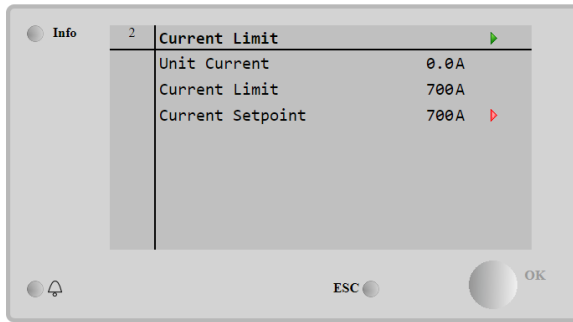 Info
2 Current Limit
Unit Current 0.0A
Current Limit 700A
Current Setpoint 700A
ESC
OK